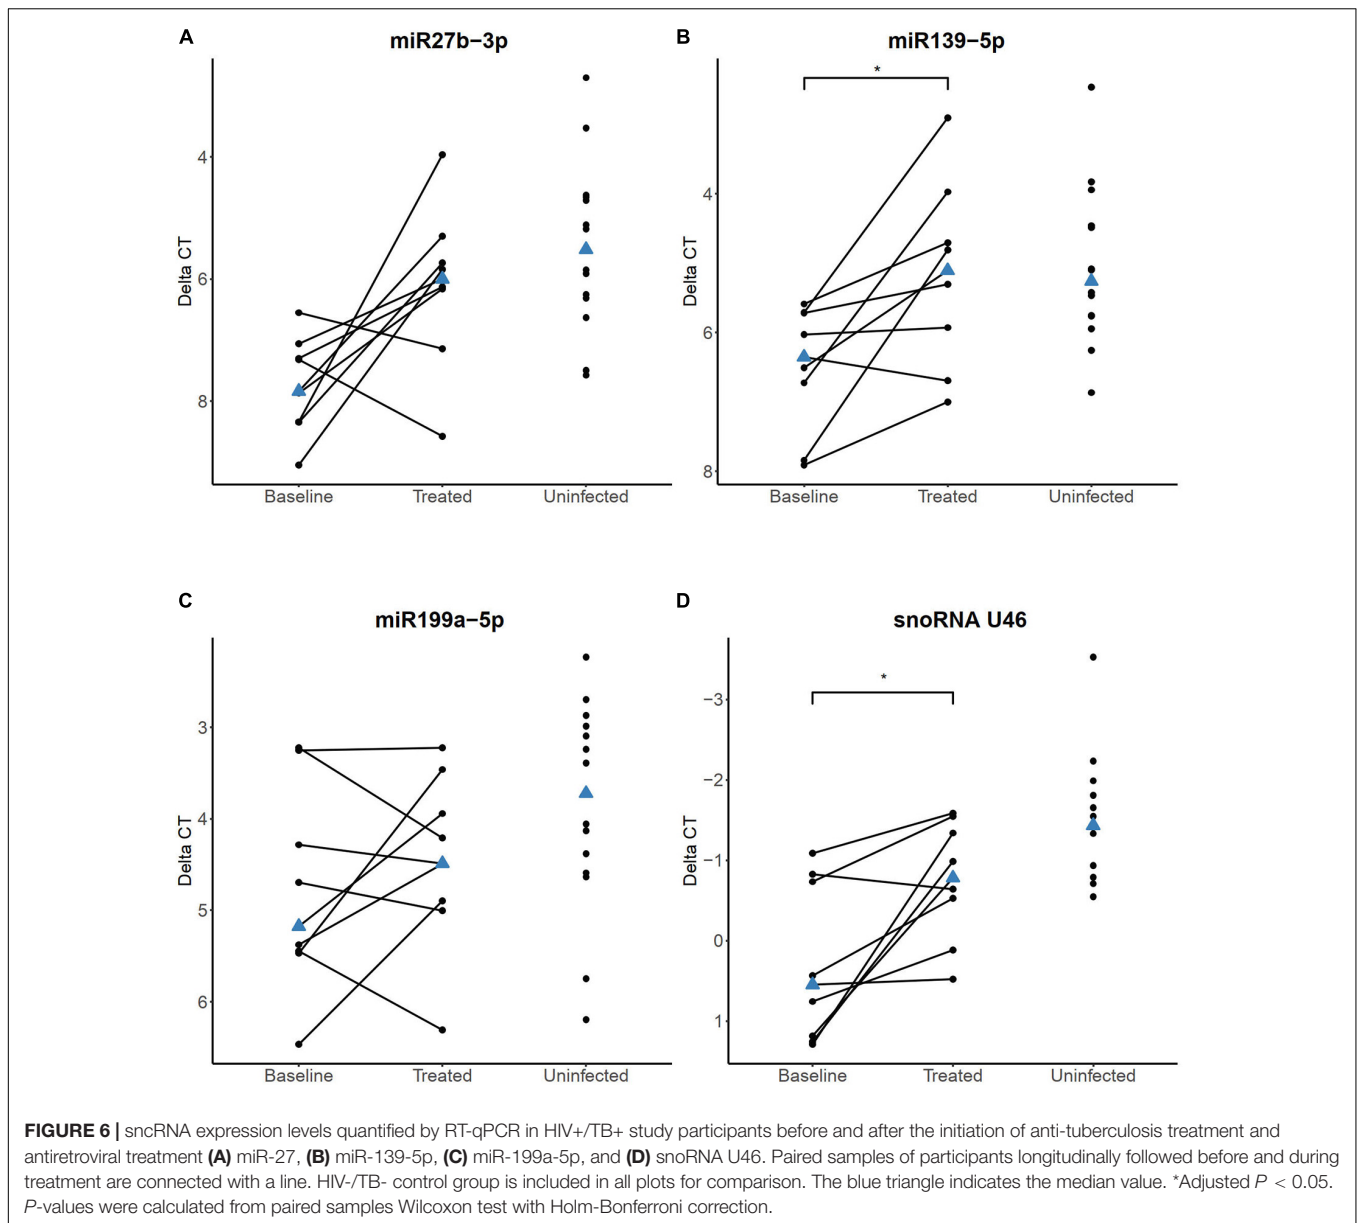 A
miR27b−3p
4
6
8
Delta CT
Baseline
Treated
Uninfected
B
miR139−5p
*
4
6
8
Delta CT
Baseline
Treated
Uninfected
C
miR199a−5p
3
4
5
6
Delta CT
Baseline
Treated
Uninfected
D
snoRNA U46
*
−3
−2
−1
0
1
Delta CT
Baseline
Treated
Uninfected
FIGURE 6 | sncRNA expression levels quantified by RT-qPCR in HIV+/TB+ study participants before and after the initiation of anti-tuberculosis treatment and
antiretroviral treatment (A) miR-27, (B) miR-139-5p, (C) miR-199a-5p, and (D) snoRNA U46. Paired samples of participants longitudinally followed before and during
treatment are connected with a line. HIV-/TB- control group is included in all plots for comparison. The blue triangle indicates the median value. *Adjusted P < 0.05.
P-values were calculated from paired samples Wilcoxon test with Holm-Bonferroni correction.